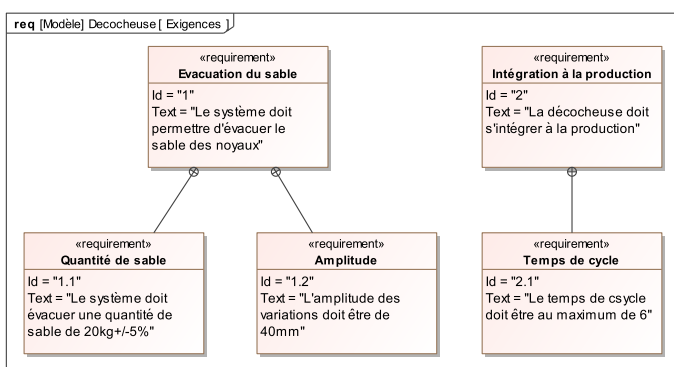 req [Modèle] Decocheuse [ Exigences ]
«requirement»
Evacuation du sable
Id = "1"
Text = "Le système doit
permettre d'évacuer le
sable des noyaux"
«requirement»
Intégration à la production
Id = "2"
Text = "La décocheuse doit
s'intégrer à la production"
«requirement»
Quantité de sable
Id = "1.1"
Text = "Le système doit
évacuer une quantité de
sable de 20kg+/-5%"
«requirement»
Amplitude
Id = "1.2"
Text = "L'amplitude des
variations doit être de
40mm"
«requirement»
Temps de cycle
Id = "2.1"
Text = "Le temps de csycle
doit être au maximum de 6"